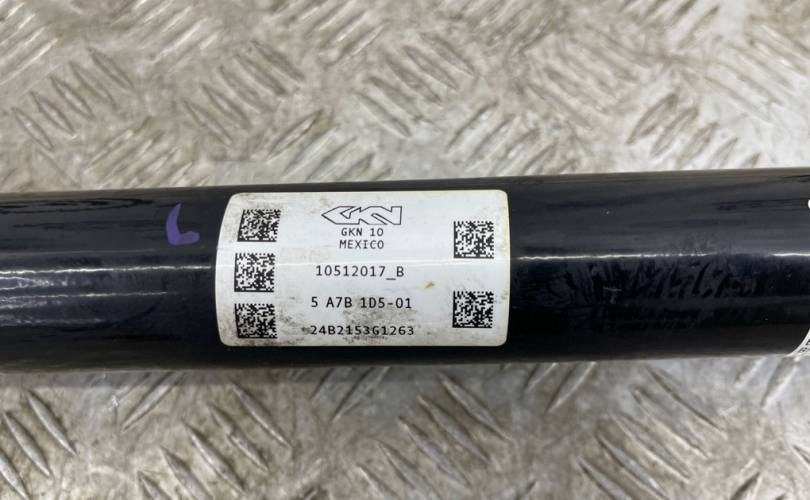 GKN
GKN 10
MEXICO
10512017_B
5 A7B 1D5-01
24B2153G1263